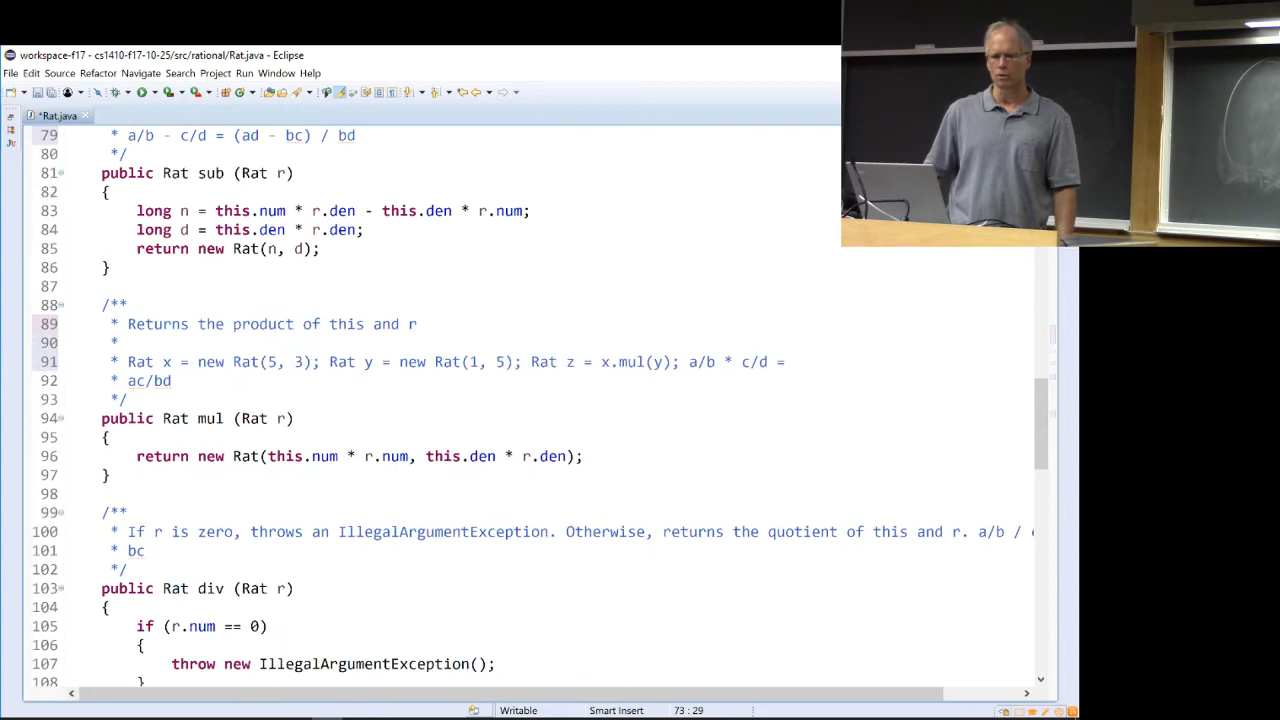 workspace-f17 - cs1410-f17-10-25/src/rational/Rat.java - Eclipse
File Edit Source Refactor Navigate Search Project Run Window Help
*Rat.java
79 * a/b - c/d = (ad - bc) / bd
80 */
81 public Rat sub (Rat r)
82 {
83 long n = this.num * r.den - this.den * r.num;
84 long d = this.den * r.den;
85 return new Rat(n, d);
86 }
87
88 /**
89 * Returns the product of this and r
90 *
91 * Rat x = new Rat(5, 3); Rat y = new Rat(1, 5); Rat z = x.mul(y); a/b * c/d =
92 * ac/bd
93 */
94 public Rat mul (Rat r)
95 {
96 return new Rat(this.num * r.num, this.den * r.den);
97 }
98
99 /**
100 * If r is zero, throws an IllegalArgumentException. Otherwise, returns the quotient of this and r. a/b /
101 * bc
102 */
103 public Rat div (Rat r)
104 {
105 if (r.num == 0)
106 {
107 throw new IllegalArgumentException();
108 }
Writable Smart Insert 73 : 29